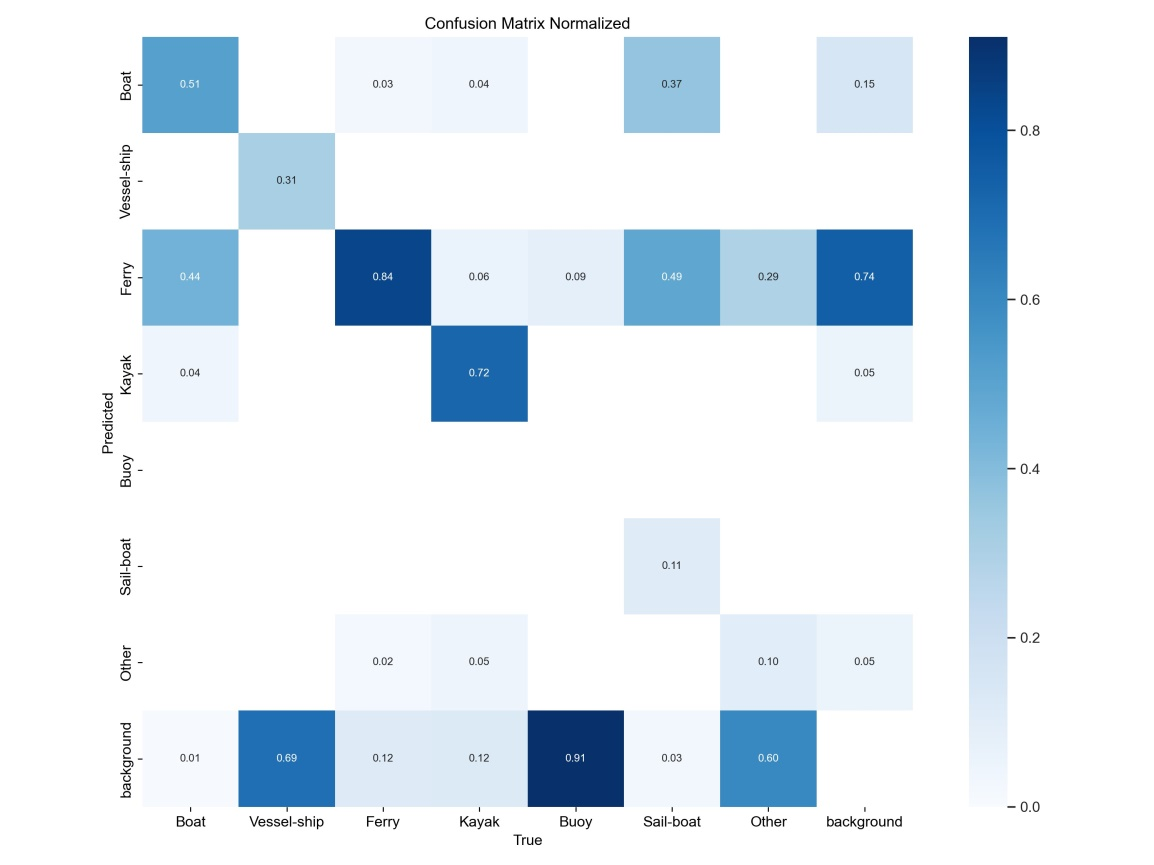 Confusion Matrix Normalized
Boat 0.51 0.03 0.04 0.37 0.15
Vessel-ship 0.31
Ferry 0.44 0.84 0.06 0.09 0.49 0.29 0.74
Kayak 0.04 0.72 0.05
Predicted
Buoy
Sail-boat 0.11
Other 0.02 0.05 0.10 0.05
background 0.01 0.69 0.12 0.12 0.91 0.03 0.60
Boat Vessel-ship Ferry Kayak Buoy Sail-boat Other background
True
0.8
0.6
0.4
0.2
0.0